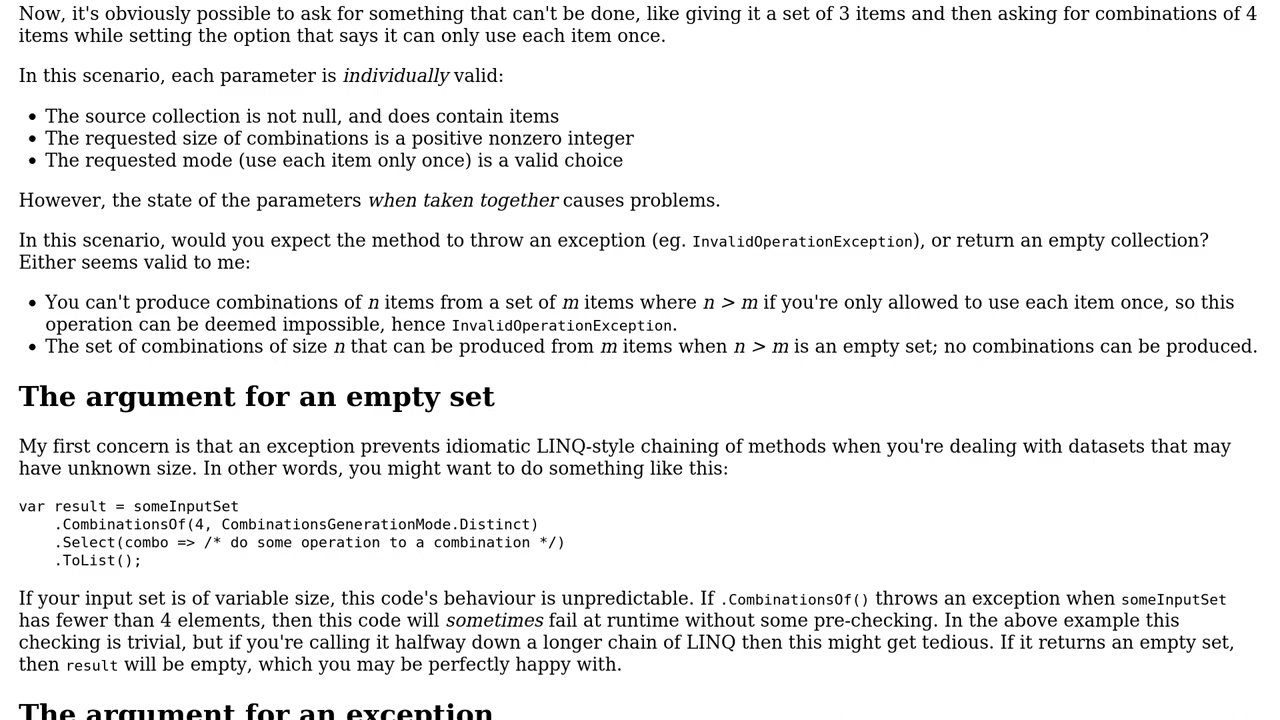 Now, it's obviously possible to ask for something that can't be done, like giving it a set of 3 items and then asking for combinations of 4
items while setting the option that says it can only use each item once.
In this scenario, each parameter is individually valid:
• The source collection is not null, and does contain items
• The requested size of combinations is a positive nonzero integer
• The requested mode (use each item only once) is a valid choice
However, the state of the parameters when taken together causes problems.
In this scenario, would you expect the method to throw an exception (eg. InvalidOperationException), or return an empty collection?
Either seems valid to me:
• You can't produce combinations of n items from a set of m items where n > m if you're only allowed to use each item once, so this
operation can be deemed impossible, hence InvalidOperationException.
• The set of combinations of size n that can be produced from m items when n > m is an empty set; no combinations can be produced.
The argument for an empty set
My first concern is that an exception prevents idiomatic LINQ-style chaining of methods when you're dealing with datasets that may
have unknown size. In other words, you might want to do something like this:
var result = someInputSet
    .CombinationsOf(4, CombinationsGenerationMode.Distinct)
    .Select(combo => /* do some operation to a combination */)
    .ToList();
If your input set is of variable size, this code's behaviour is unpredictable. If .CombinationsOf() throws an exception when someInputSet
has fewer than 4 elements, then this code will sometimes fail at runtime without some pre-checking. In the above example this
checking is trivial, but if you're calling it halfway down a longer chain of LINQ then this might get tedious. If it returns an empty set,
then result will be empty, which you may be perfectly happy with.
The argument for an exception